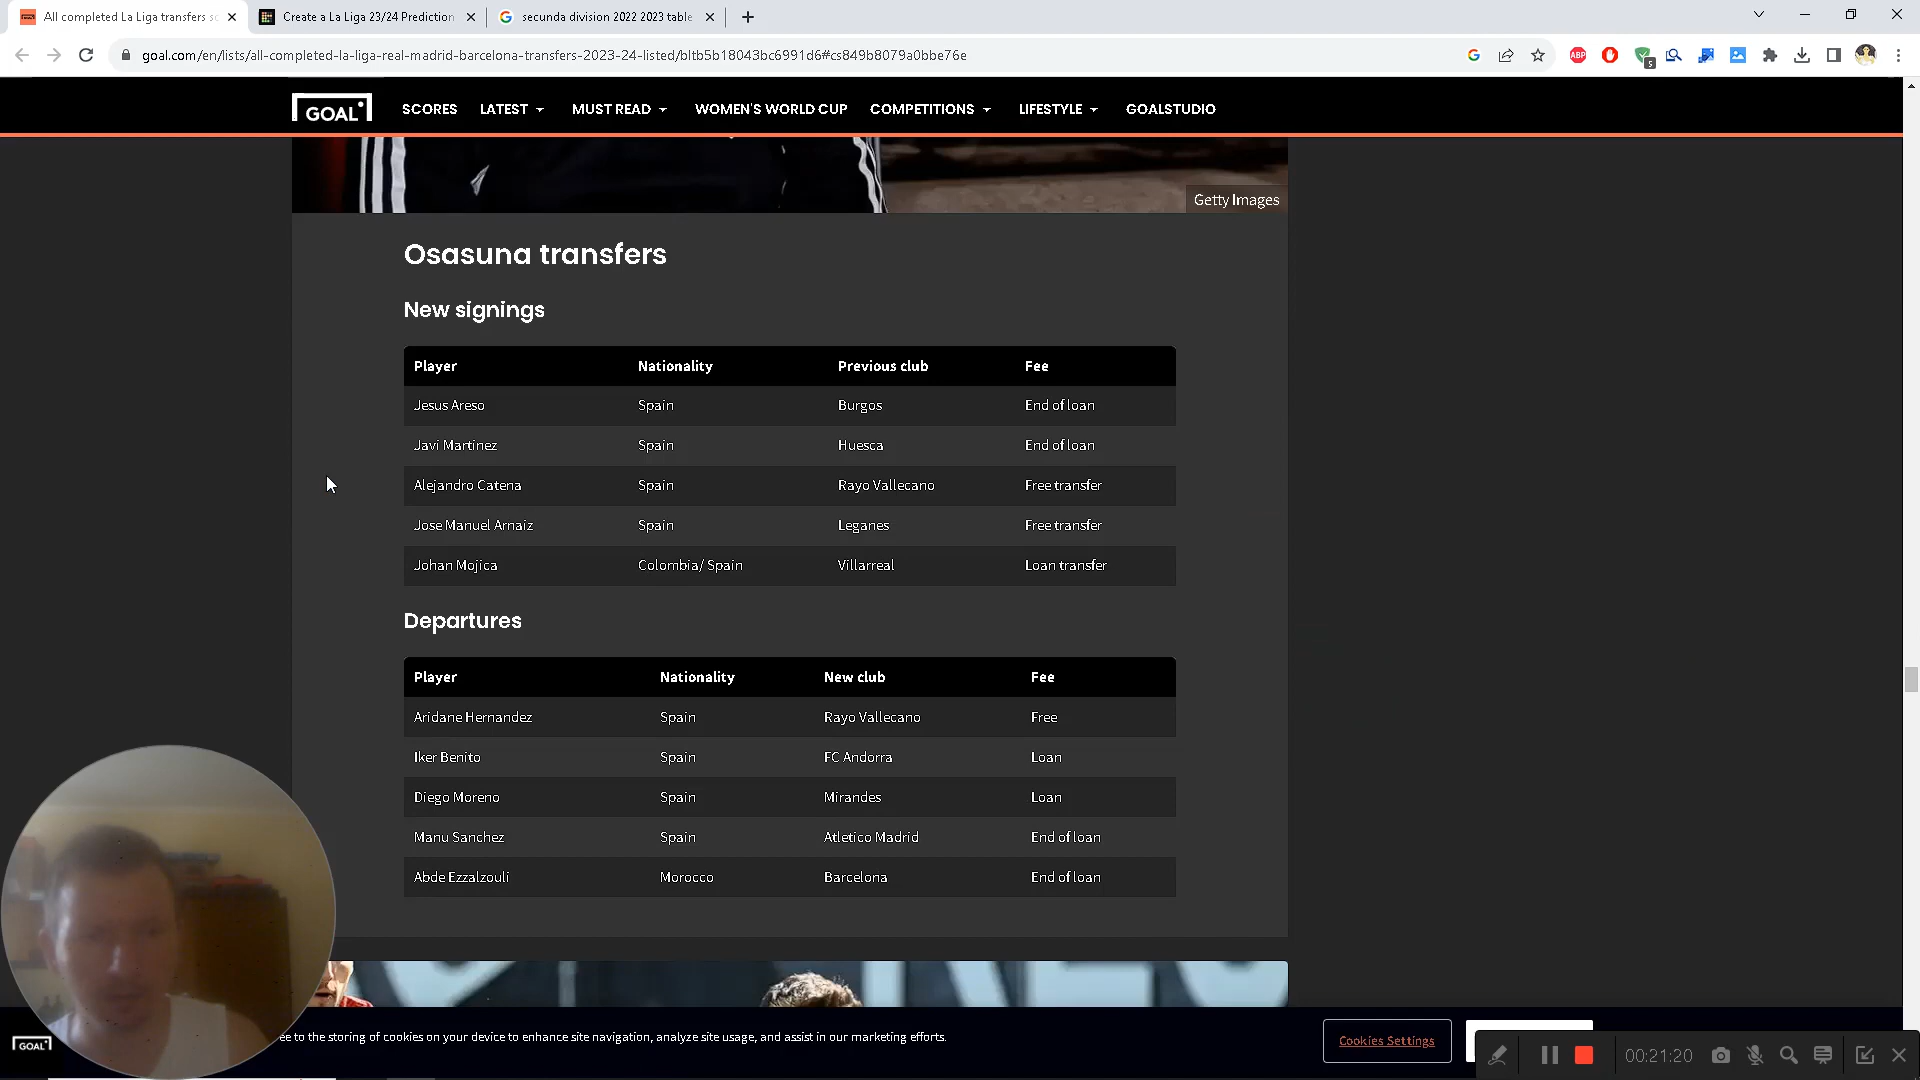 All completed La Liga transfers
Create a La Liga 23/24 Prediction
secunda division 2022 2023 table
goal.com/en/lists/all-completed-la-liga-real-madrid-barcelona-transfers-2023-24-listed/bltb5b18043bc6991d6#cs849b8079a0bbe76e
ABP
5
GOAL
SCORES
LATEST
MUST READ
WOMEN'S WORLD CUP
COMPETITIONS
LIFESTYLE
GOALSTUDIO
Getty Images
Osasuna transfers
New signings
Player Nationality Previous club Fee
Jesus Areso Spain Burgos End of loan
Javi Martinez Spain Huesca End of loan
Alejandro Catena Spain Rayo Vallecano Free transfer
Jose Manuel Arnaiz Spain Leganes Free transfer
Johan Mojica Colombia/ Spain Villarreal Loan transfer
Departures
Player Nationality New club Fee
Aridane Hernandez Spain Rayo Vallecano Free
Iker Benito Spain FC Andorra Loan
Diego Moreno Spain Mirandes Loan
Manu Sanchez Spain Atletico Madrid End of loan
Abde Ezzalzouli Morocco Barcelona End of loan
GOAL
to the storing of cookies on your device to enhance site navigation, analyze site usage, and assist in our marketing efforts.
Cookies Settings
00:21:20